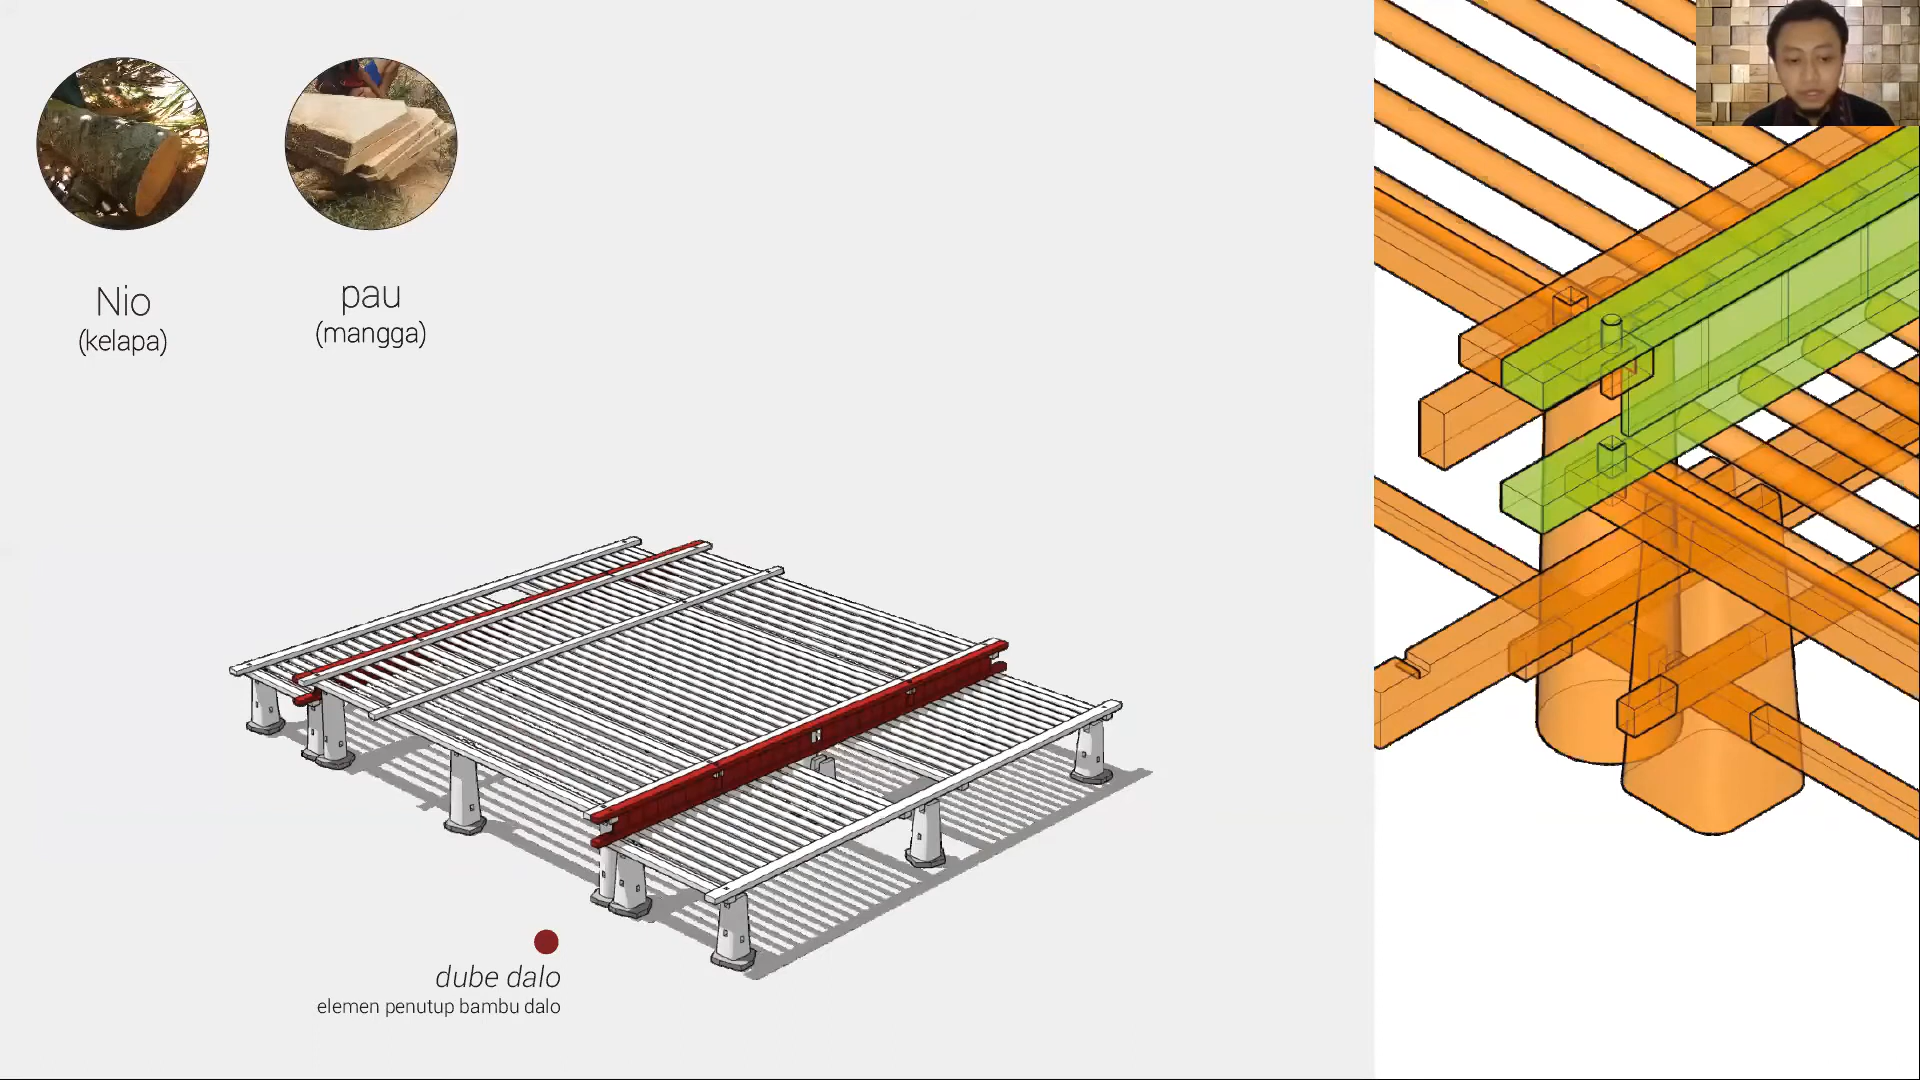 Nio
(kelapa)
pau
(mangga)
dube dalo
elemen penutup bambu dalo